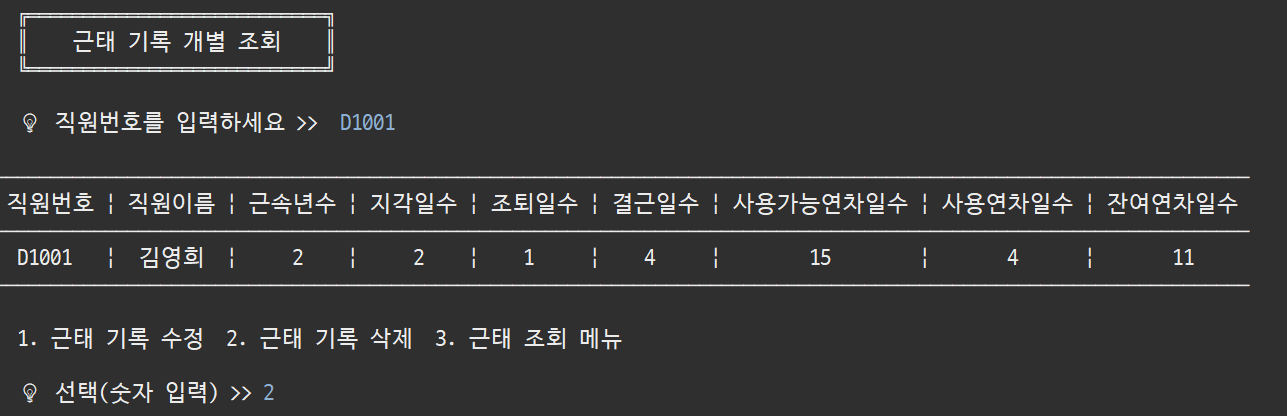 근태 기록 개별 조회
💡 직원번호를 입력하세요 >> D1001
직원번호 ¦ 직원이름 ¦ 근속년수 ¦ 지각일수 ¦ 조퇴일수 ¦ 결근일수 ¦ 사용가능연차일수 ¦ 사용연차일수 ¦ 잔여연차일수
D1001 ¦ 김영희 ¦ 2 ¦ 2 ¦ 1 ¦ 4 ¦ 15 ¦ 4 ¦ 11
1. 근태 기록 수정 2. 근태 기록 삭제 3. 근태 조회 메뉴
💡 선택(숫자 입력) >> 2